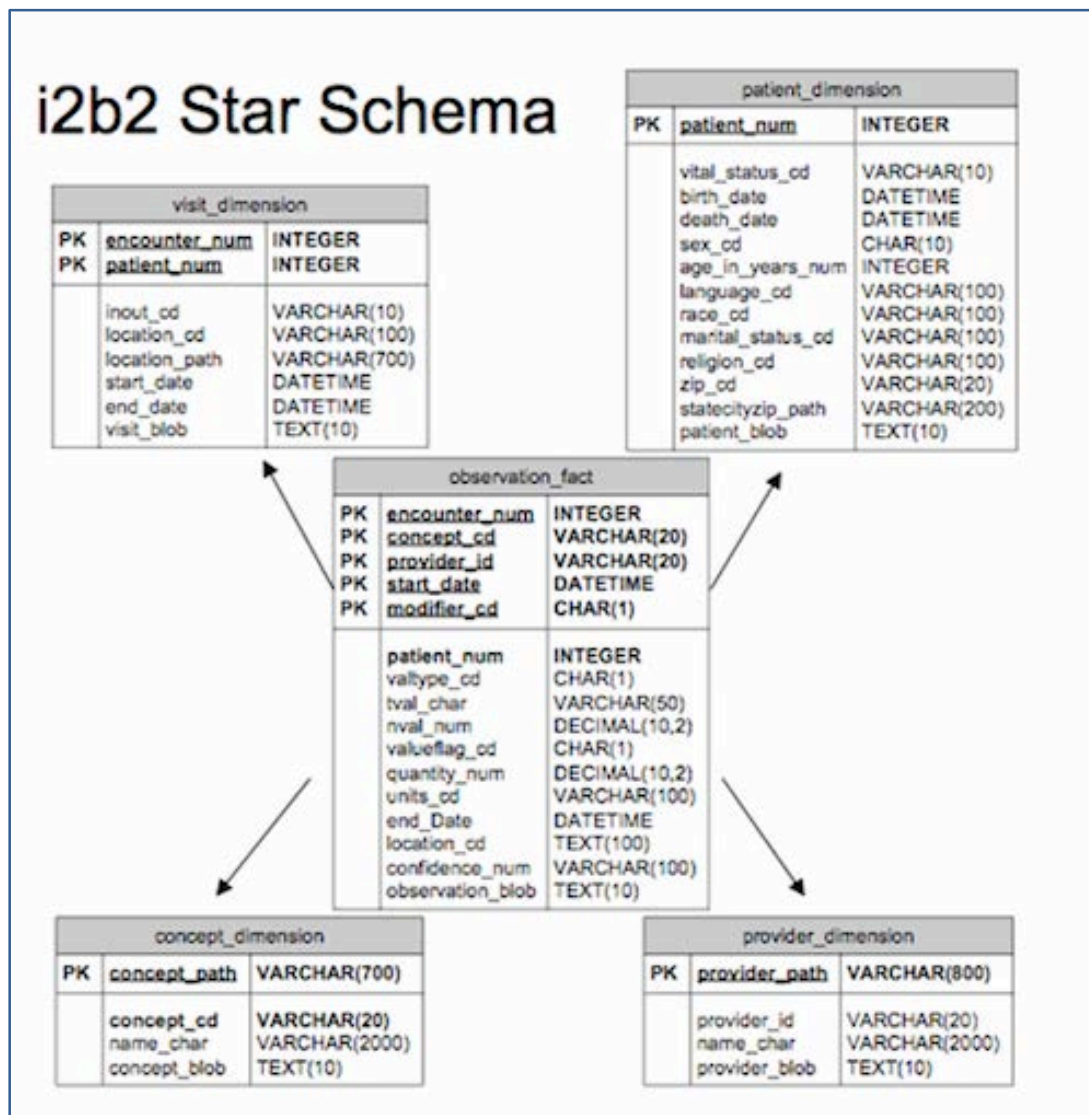 i2b2 Star Schema
patient_dimension
PK patient_num INTEGER
vital_status_cd VARCHAR(10)
birth_date DATETIME
death_date DATETIME
sex_cd CHAR(10)
age_in_years_num INTEGER
language_cd VARCHAR(100)
race_cd VARCHAR(100)
marital_status_cd VARCHAR(100)
religion_cd VARCHAR(100)
zip_cd VARCHAR(20)
statecityzip_path VARCHAR(200)
patient_blob TEXT(10)
visit_dimension
PK encounter_num INTEGER
PK patient_num INTEGER
inout_cd VARCHAR(10)
location_cd VARCHAR(100)
location_path VARCHAR(700)
start_date DATETIME
end_date DATETIME
visit_blob TEXT(10)
observation_fact
PK encounter_num INTEGER
PK concept_cd VARCHAR(20)
PK provider_id VARCHAR(20)
PK start_date DATETIME
PK modifier_cd CHAR(1)
patient_num INTEGER
valtype_cd CHAR(1)
tval_char VARCHAR(50)
nval_num DECIMAL(10,2)
valueflag_cd CHAR(1)
quantity_num DECIMAL(10,2)
units_cd VARCHAR(100)
end_Date DATETIME
location_cd TEXT(100)
confidence_num VARCHAR(100)
observation_blob TEXT(10)
concept_dimension
PK concept_path VARCHAR(700)
concept_cd VARCHAR(20)
name_char VARCHAR(2000)
concept_blob TEXT(10)
provider_dimension
PK provider_path VARCHAR(800)
provider_id VARCHAR(20)
name_char VARCHAR(2000)
provider_blob TEXT(10)